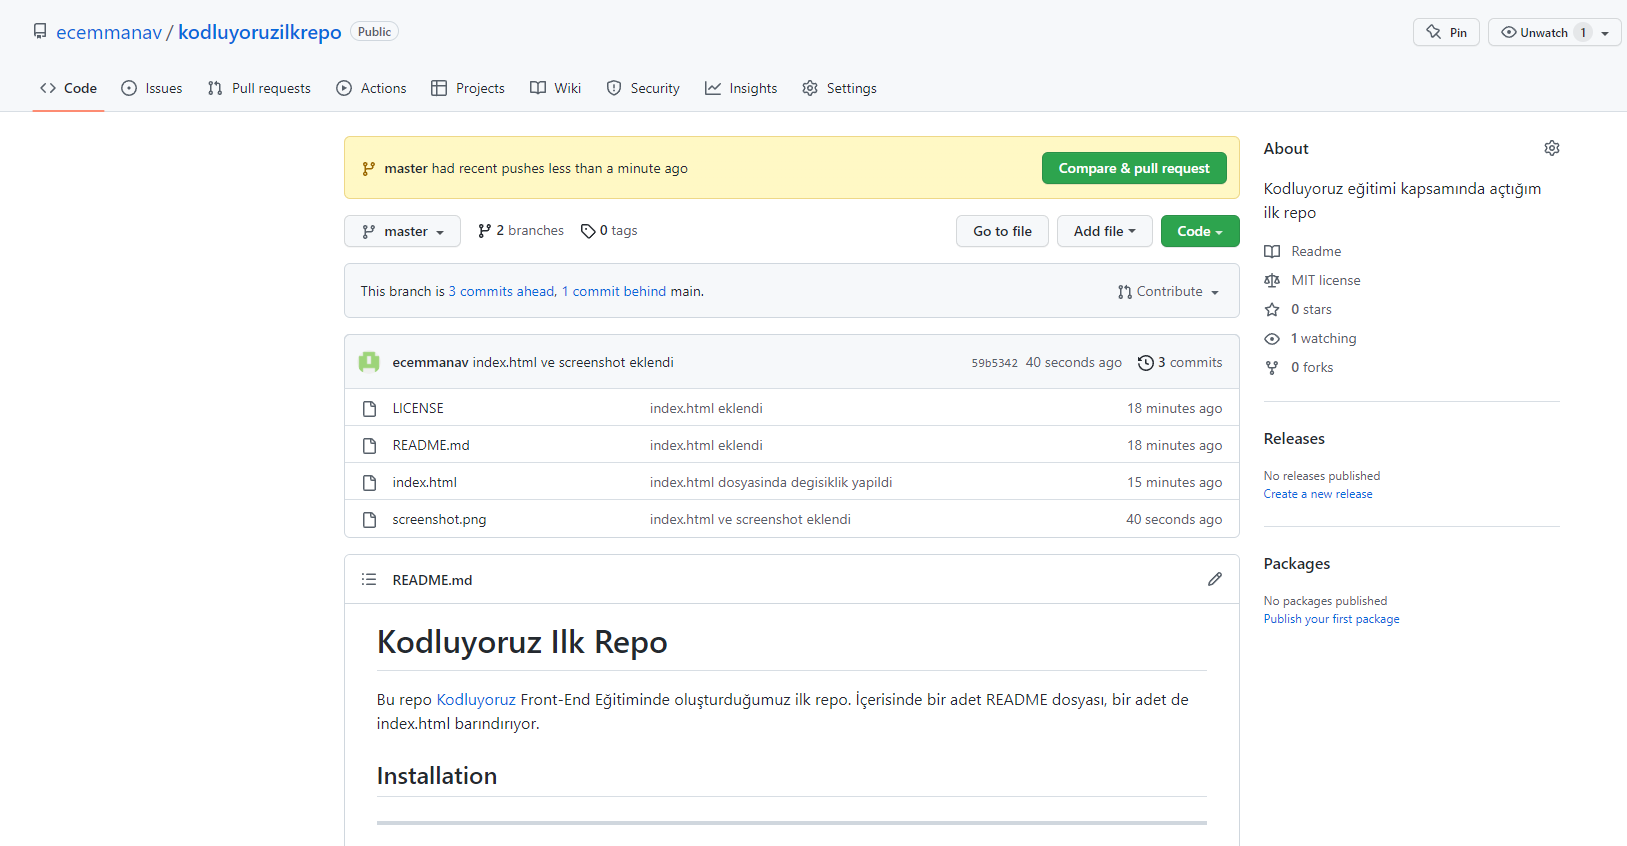 ecemmanav / kodluyoruzilkrepo Public
Pin
Unwatch 1
Code
Issues
Pull requests
Actions
Projects
Wiki
Security
Insights
Settings
master had recent pushes less than a minute ago
Compare & pull request
master
2 branches
0 tags
Go to file
Add file
Code
This branch is 3 commits ahead, 1 commit behind main.
Contribute
ecemmanav index.html ve screenshot eklendi
59b5342 40 seconds ago
3 commits
LICENSE index.html eklendi 18 minutes ago
README.md index.html eklendi 18 minutes ago
index.html index.html dosyasinda degisiklik yapildi 15 minutes ago
screenshot.png index.html ve screenshot eklendi 40 seconds ago
README.md
Kodluyoruz Ilk Repo
Bu repo Kodluyoruz Front-End Eğitiminde oluşturduğumuz ilk repo. İçerisinde bir adet README dosyası, bir adet de
index.html barındırıyor.
Installation
About
Kodluyoruz eğitimi kapsamında açtığım
ilk repo
Readme
MIT license
0 stars
1 watching
0 forks
Releases
No releases published
Create a new release
Packages
No packages published
Publish your first package